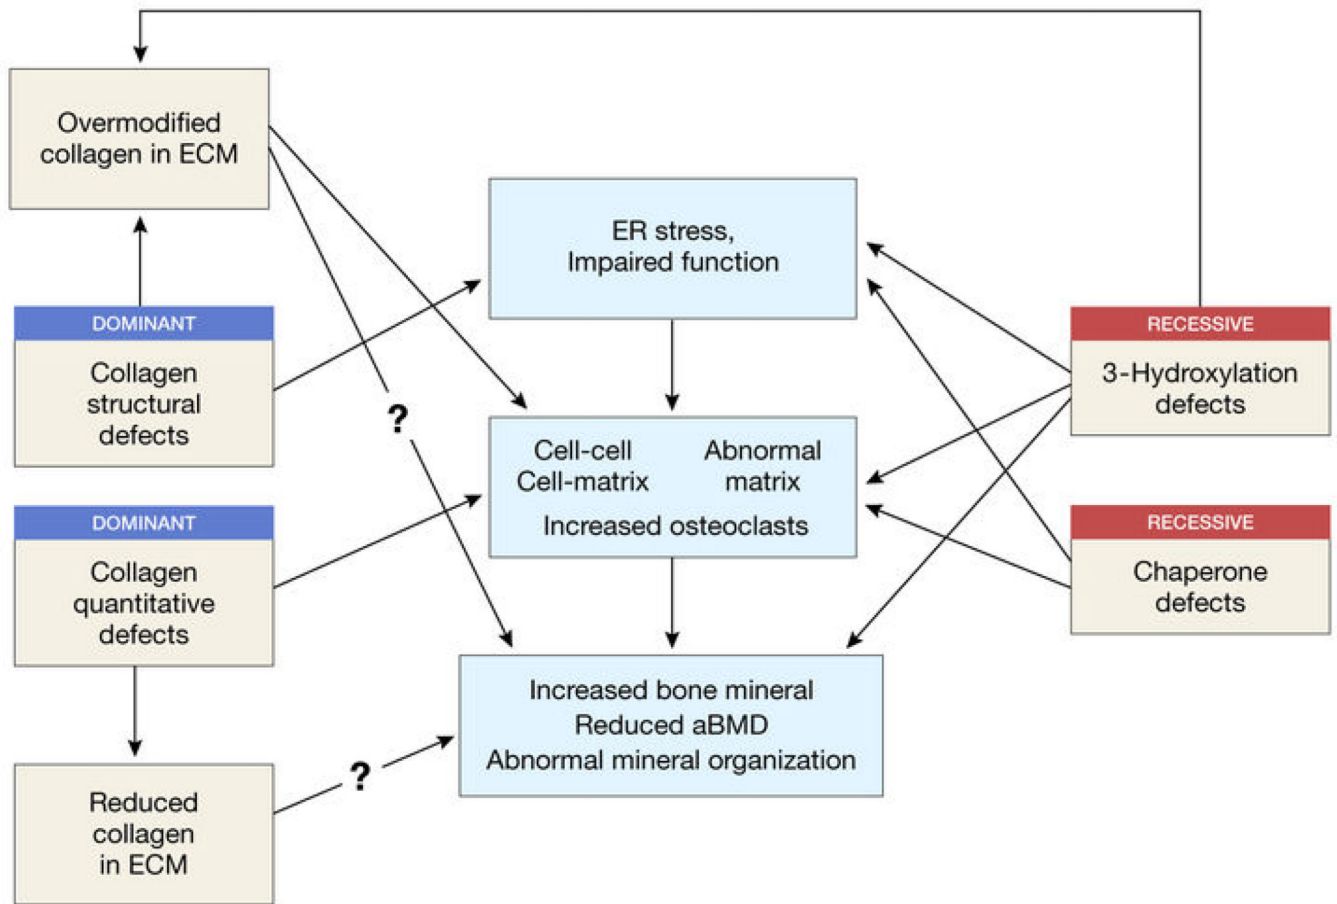 Overmodified
collagen in ECM
ER stress,
Impaired function
DOMINANT
Collagen
structural
defects
RECESSIVE
3-Hydroxylation
defects
?
Cell-cell
Cell-matrix
Abnormal
matrix
Increased osteoclasts
DOMINANT
Collagen
quantitative
defects
RECESSIVE
Chaperone
defects
Increased bone mineral
Reduced aBMD
Abnormal mineral organization
?
Reduced
collagen
in ECM